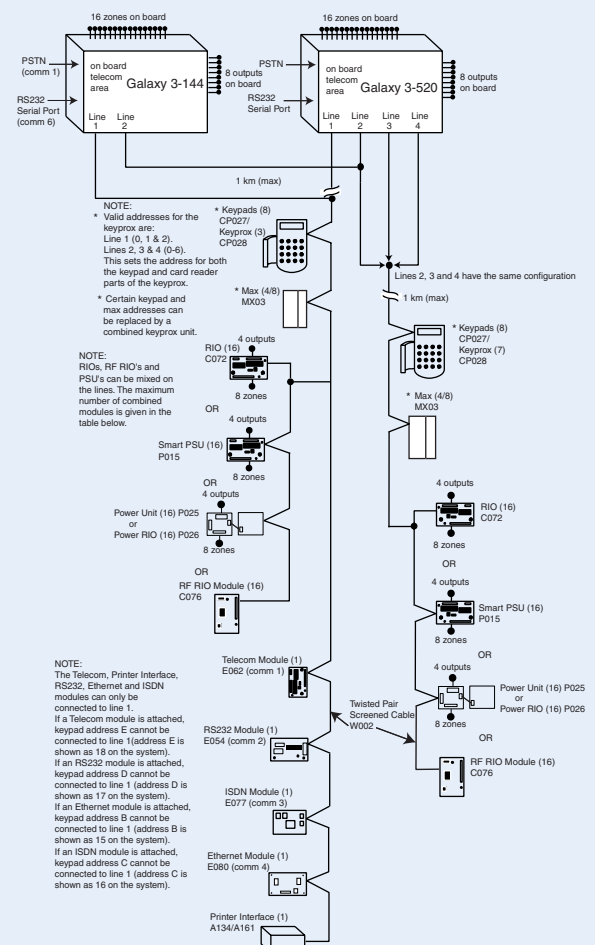 16 zones on board
16 zones on board
PSTN
(comm 1)
on board
telecom
area
Galaxy 3-144
8 outputs
on board
RS232
Serial Port
(comm 6)
Line
1
Line
2
PSTN
on board
telecom
area
Galaxy 3-520
8 outputs
on board
RS232
Serial Port
Line
1
Line
2
Line
3
Line
4
1 km (max)
NOTE:
* Valid addresses for the
keyprox are:
Line 1 (0, 1 & 2).
Lines 2, 3 & 4 (0-6).
This sets the address for both
the keypad and card reader
parts of the keyprox.
* Certain keypad and
max addresses can
be replaced by a
combined keyprox unit.
NOTE:
RIOs, RF RIO's and
PSU's can be mixed on
the lines. The maximum
number of combined
modules is given in the
table below.
* Keypads (8)
CP027/
Keyprox (3)
CP028
* Max (4/8)
MX03
4 outputs
RIO (16)
C072
8 zones
OR
4 outputs
Smart PSU (16)
P015
8 zones
OR
4 outputs
Power Unit (16) P025
or
Power RIO (16) P026
8 zones
OR
RF RIO Module (16)
C076
Lines 2, 3 and 4 have the same configuration
1 km (max)
* Keypads (8)
CP027/
Keyprox (7)
CP028
* Max (4/8)
MX03
4 outputs
RIO (16)
C072
8 zones
OR
4 outputs
Smart PSU (16)
P015
8 zones
OR
4 outputs
Power Unit (16) P025
or
Power RIO (16) P026
8 zones
OR
RF RIO Module (16)
C076
NOTE:
The Telecom, Printer Interface,
RS232, Ethernet and ISDN
modules can only be
connected to line 1.
If a Telecom module is attached,
keypad address E cannot be
connected to line 1(address E is
shown as 18 on the system).
If an RS232 module is attached,
keypad address D cannot be
connected to line 1 (address D is
shown as 17 on the system).
If an Ethernet module is attached,
keypad address B cannot be
connected to line 1 (address B is
shown as 15 on the system).
If an ISDN module is attached,
keypad address C cannot be
connected to line 1 (address C is
shown as 16 on the system).
Telecom Module (1)
E062 (comm 1)
Twisted Pair
Screened Cable
W002
RS232 Module (1)
E054 (comm 2)
ISDN Module (1)
E077 (comm 3)
Ethernet Module (1)
E080 (comm 4)
Printer Interface (1)
A134/A161